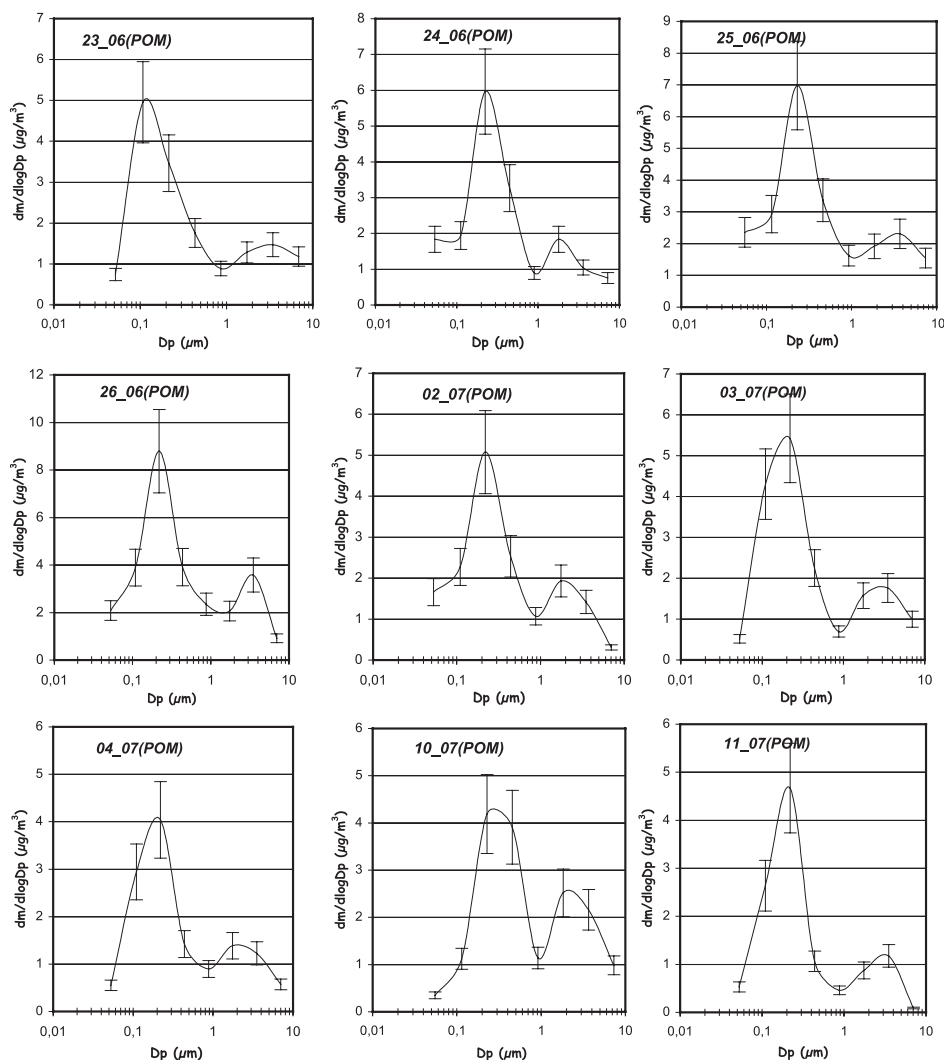 23_06(POM)
dm/dlogDp (µg/m³)
7
6
5
4
3
2
1
0
0,01 0,1 1 10
Dp (µm)
24_06(POM)
dm/dlogDp (µg/m³)
8
7
6
5
4
3
2
1
0
0,01 0,1 1 10
Dp (µm)
25_06(POM)
dm/dlogDp (µg/m³)
9
8
7
6
5
4
3
2
1
0
0,01 0,1 1 10
Dp (µm)
26_06(POM)
dm/dlogDp (µg/m³)
12
10
8
6
4
2
0
0,01 0,1 1 10
Dp (µm)
02_07(POM)
dm/dlogDp (µg/m³)
7
6
5
4
3
2
1
0
0,01 0,1 1 10
Dp (µm)
03_07(POM)
dm/dlogDp (µg/m³)
7
6
5
4
3
2
1
0
0,01 0,1 1 10
Dp (µm)
04_07(POM)
dm/dlogDp (µg/m³)
6
5
4
3
2
1
0
0,01 0,1 1 10
Dp (µm)
10_07(POM)
dm/dlogDp (µg/m³)
6
5
4
3
2
1
0
0,01 0,1 1 10
Dp (µm)
11_07(POM)
dm/dlogDp (µg/m³)
6
5
4
3
2
1
0
0,01 0,1 1 10
Dp (µm)